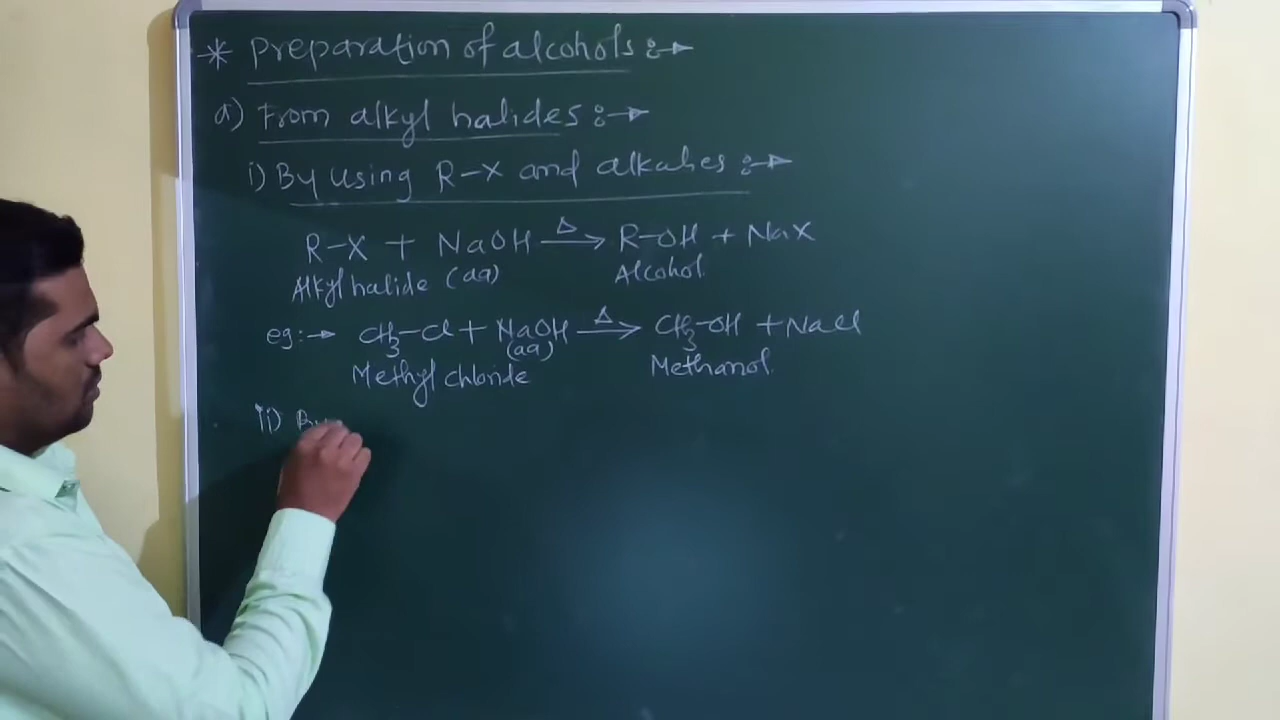 * Preparation of alcohols :→
a) From alkyl halides :→
i) By using R-X and alkalies :→
R-X + NaOH —Δ→ R-OH + NaX
Alkyl halide (aq) Alcohol.
eg:→ CH3-Cl + NaOH —Δ→ CH3-OH + NaCl
(aq)
Methyl chloride Methanol.
ii) By